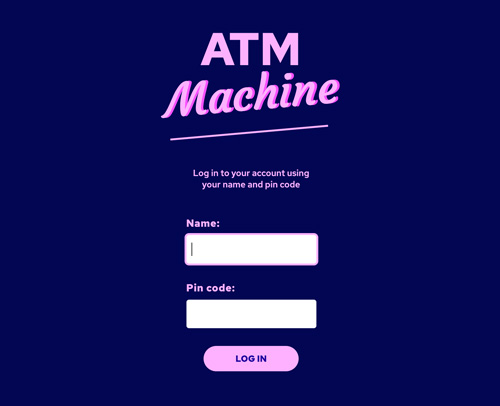 ATM
Machine
Log in to your account using
your name and pin code
Name:
Pin code:
LOG IN